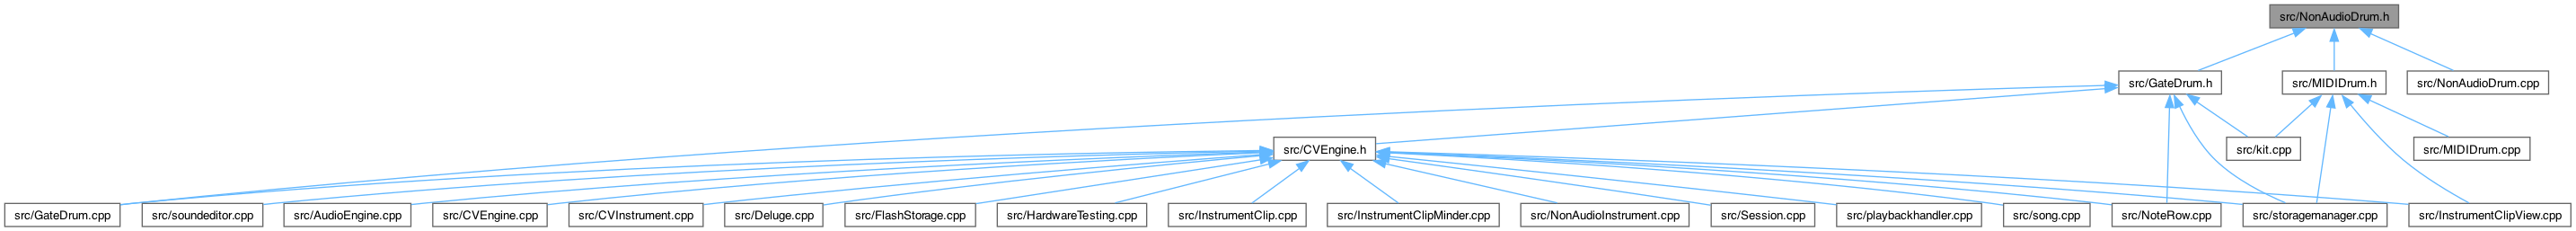 src/NonAudioDrum.h
src/GateDrum.h
src/MIDIDrum.h
src/NonAudioDrum.cpp
src/CVEngine.h
src/kit.cpp
src/MIDIDrum.cpp
src/GateDrum.cpp
src/soundeditor.cpp
src/AudioEngine.cpp
src/CVEngine.cpp
src/CVInstrument.cpp
src/Deluge.cpp
src/FlashStorage.cpp
src/HardwareTesting.cpp
src/InstrumentClip.cpp
src/InstrumentClipMinder.cpp
src/NonAudioInstrument.cpp
src/Session.cpp
src/playbackhandler.cpp
src/song.cpp
src/NoteRow.cpp
src/storagemanager.cpp
src/InstrumentClipView.cpp